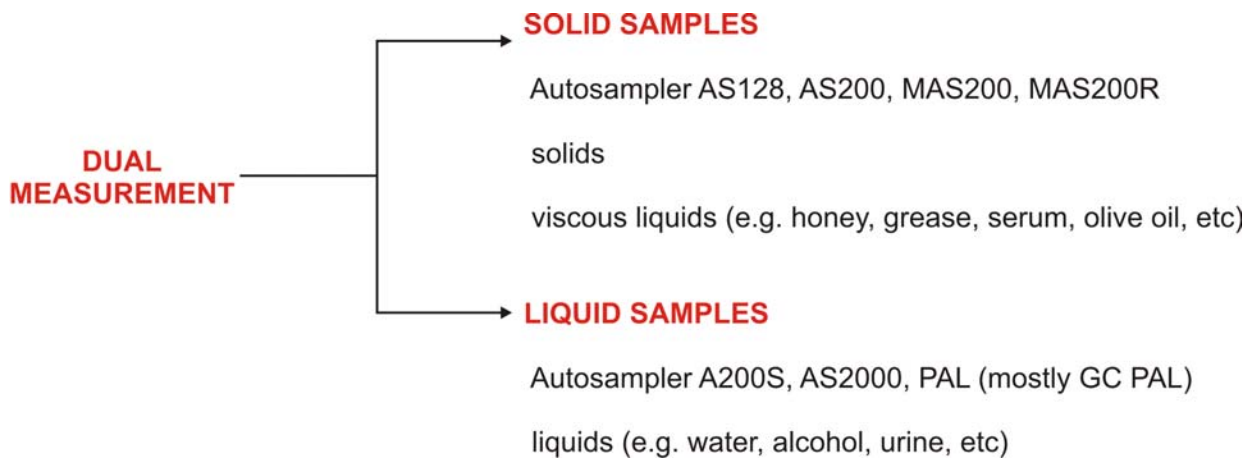 SOLID SAMPLES
Autosampler AS128, AS200, MAS200, MAS200R
solids
viscous liquids (e.g. honey, grease, serum, olive oil, etc)
DUAL
MEASUREMENT
LIQUID SAMPLES
Autosampler A200S, AS2000, PAL (mostly GC PAL)
liquids (e.g. water, alcohol, urine, etc)